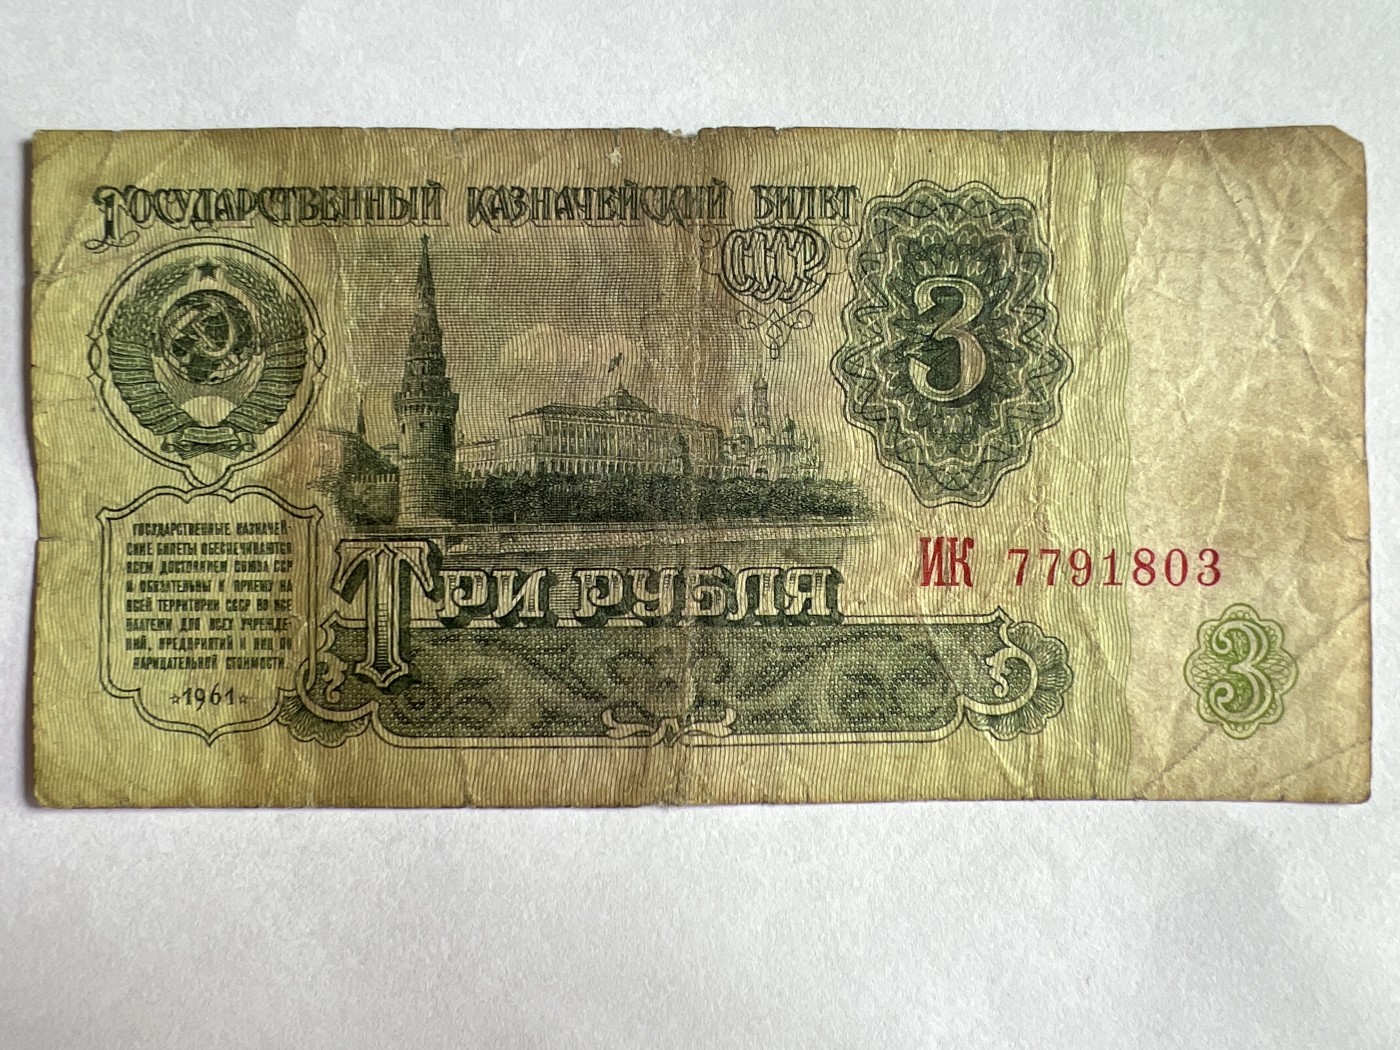 Государственный казначейский билет
СССР
3
Государственные казначей-
ские билеты обеспечиваются
всем достоянием Союза ССР
и обязательны к приему на
всей территории СССР во все
платежи для всех учрежде-
ний, предприятий и лиц по
нарицательной стоимости.
1961
Три рубля
ИК 7791803
3